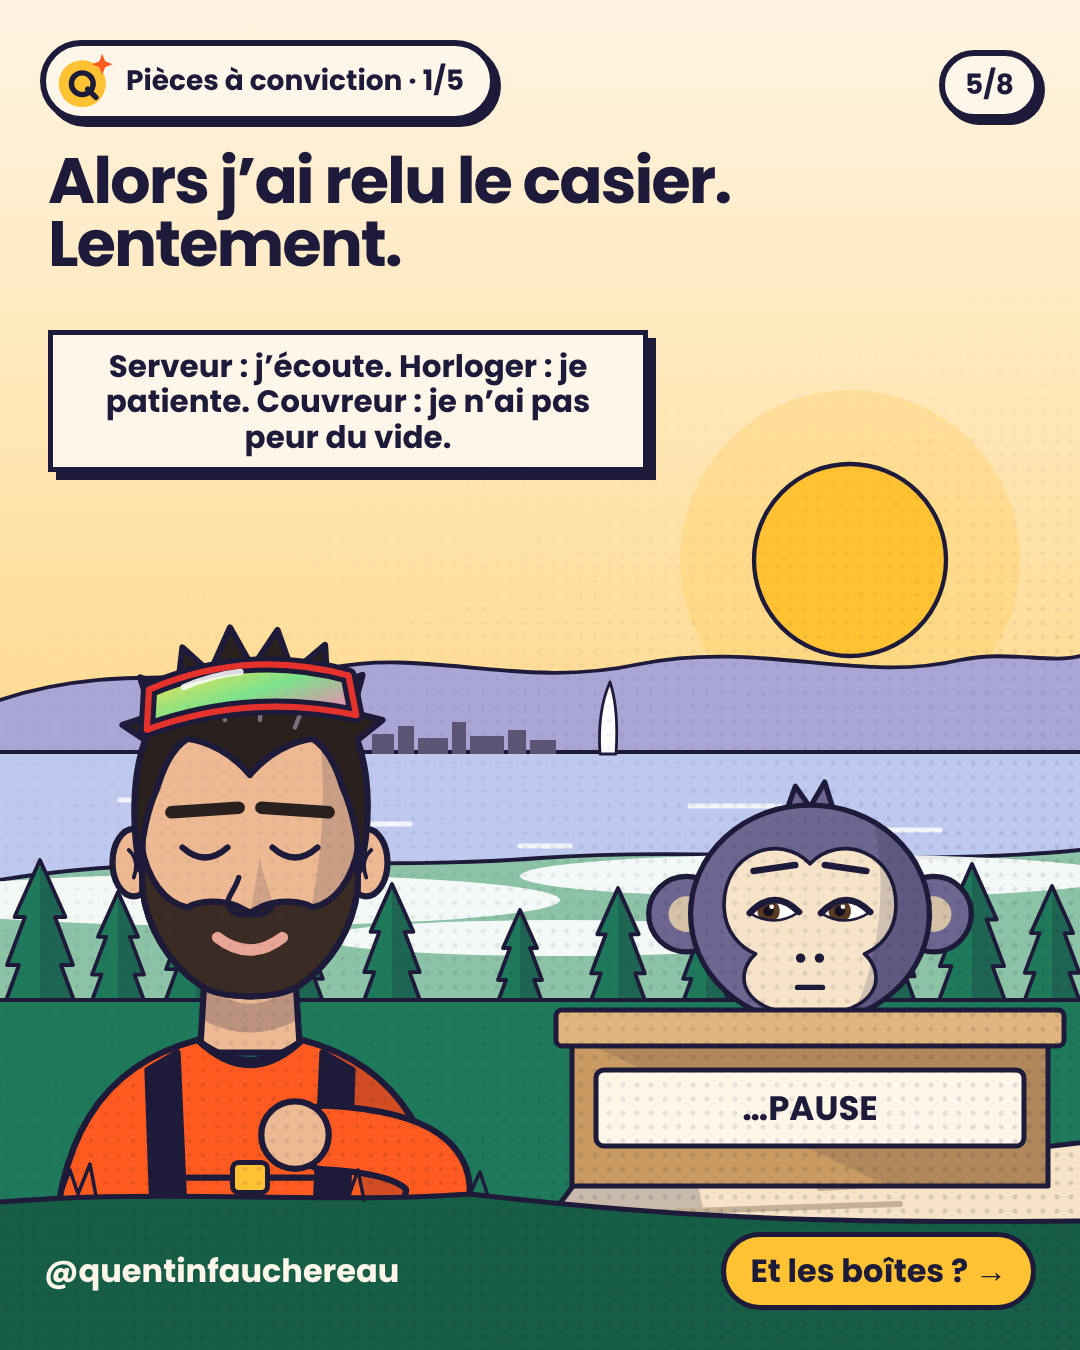 Q
Pièces à conviction · 1/5
5/8
Alors j’ai relu le casier.
Lentement.
Serveur : j’écoute. Horloger : je
patiente. Couvreur : je n’ai pas
peur du vide.
...PAUSE
@quentinfauchereau
Et les boîtes ? →